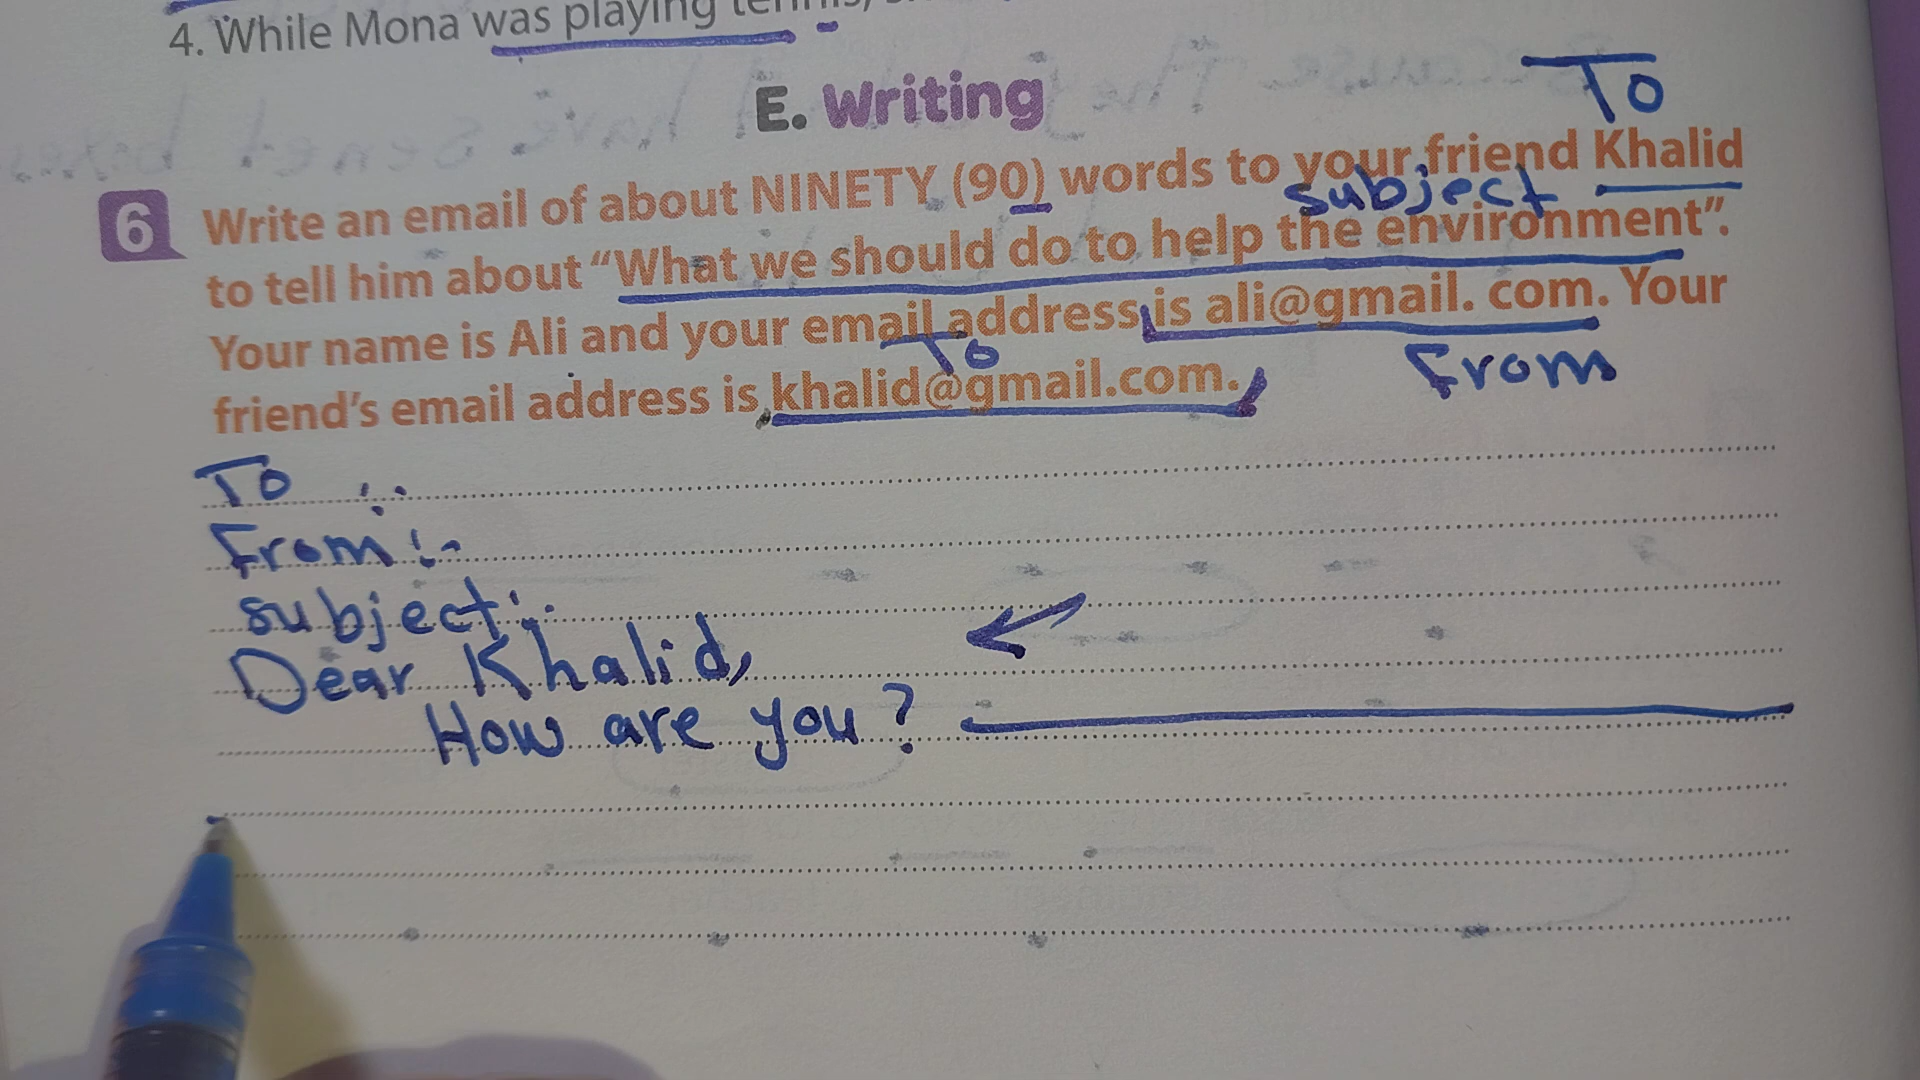 4. While Mona was playing tennis,
E. Writing
To
6 Write an email of about NINETY (90) words to your friend Khalid
subject
to tell him about “What we should do to help the environment”.
Your name is Ali and your email address is ali@gmail. com. Your
To
From
friend's email address is khalid@gmail.com.
To :-
From :-
subject :-
Dear Khalid,
How are you ?